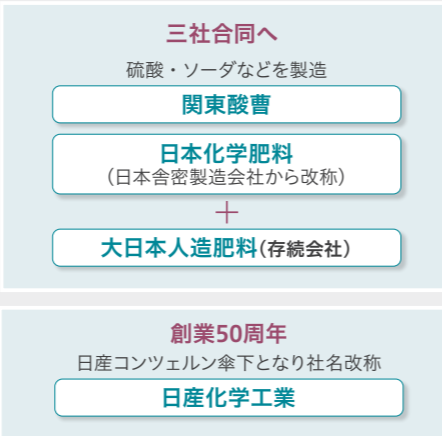 三社合同へ
硫酸・ソーダなどを製造
関東酸曹
日本化学肥料
（日本舎密製造会社から改称）
＋
大日本人造肥料（存続会社）
創業50周年
日産コンツェルン傘下となり社名改称
日産化学工業